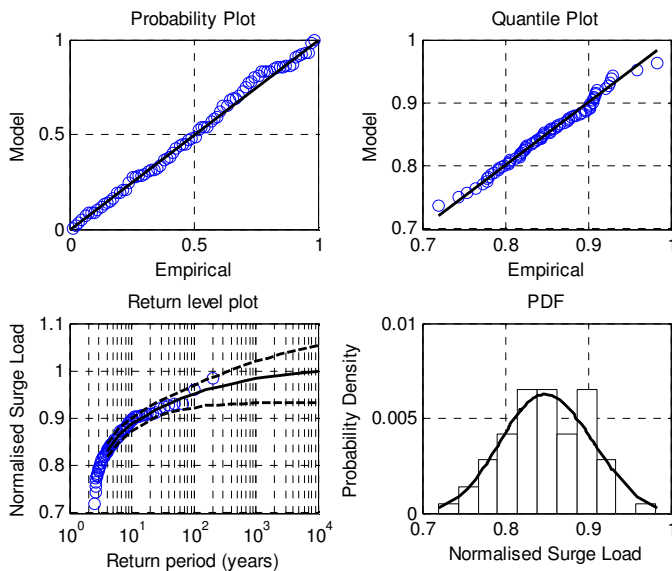 Probability Plot
1
0.5
0
Model
0 0.5 1
Empirical
Quantile Plot
1
0.9
0.8
0.7
Model
0.7 0.8 0.9 1
Empirical
Return level plot
1.1
1
0.9
0.8
0.7
Normalised Surge Load
10^0 10^1 10^2 10^3 10^4
Return period (years)
PDF
0.01
0.005
0
Probability Density
0.7 0.8 0.9 1
Normalised Surge Load